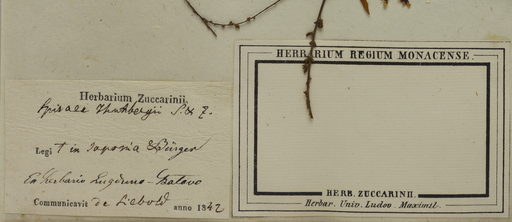 Herbarium Zuccarinii.
Spiraea Thunbergii S. & Z.
Legi t in Japonia Bürger
Ex Herbario Lugduno-Batavo
Communicavit de Siebold anno 1842
HERBARIUM REGIUM MONACENSE.
HERB. ZUCCARINII
Herbar. Univ. Ludov Maximil.